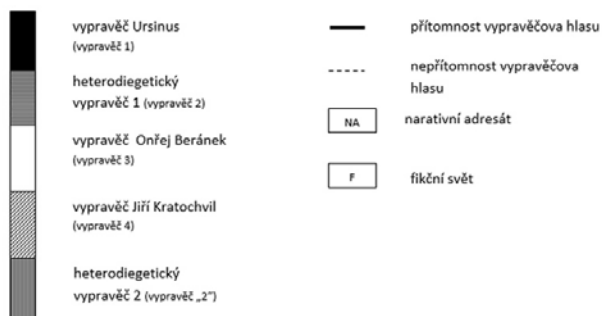 vypravěč Ursinus
(vypravěč 1)
heterodiegetický
vypravěč 1 (vypravěč 2)
vypravěč Onřej Beránek
(vypravěč 3)
vypravěč Jiří Kratochvil
(vypravěč 4)
heterodiegetický
vypravěč 2 (vypravěč „2")
přítomnost vypravěčova hlasu
nepřítomnost vypravěčova
hlasu
NA narativní adresát
F fikční svět